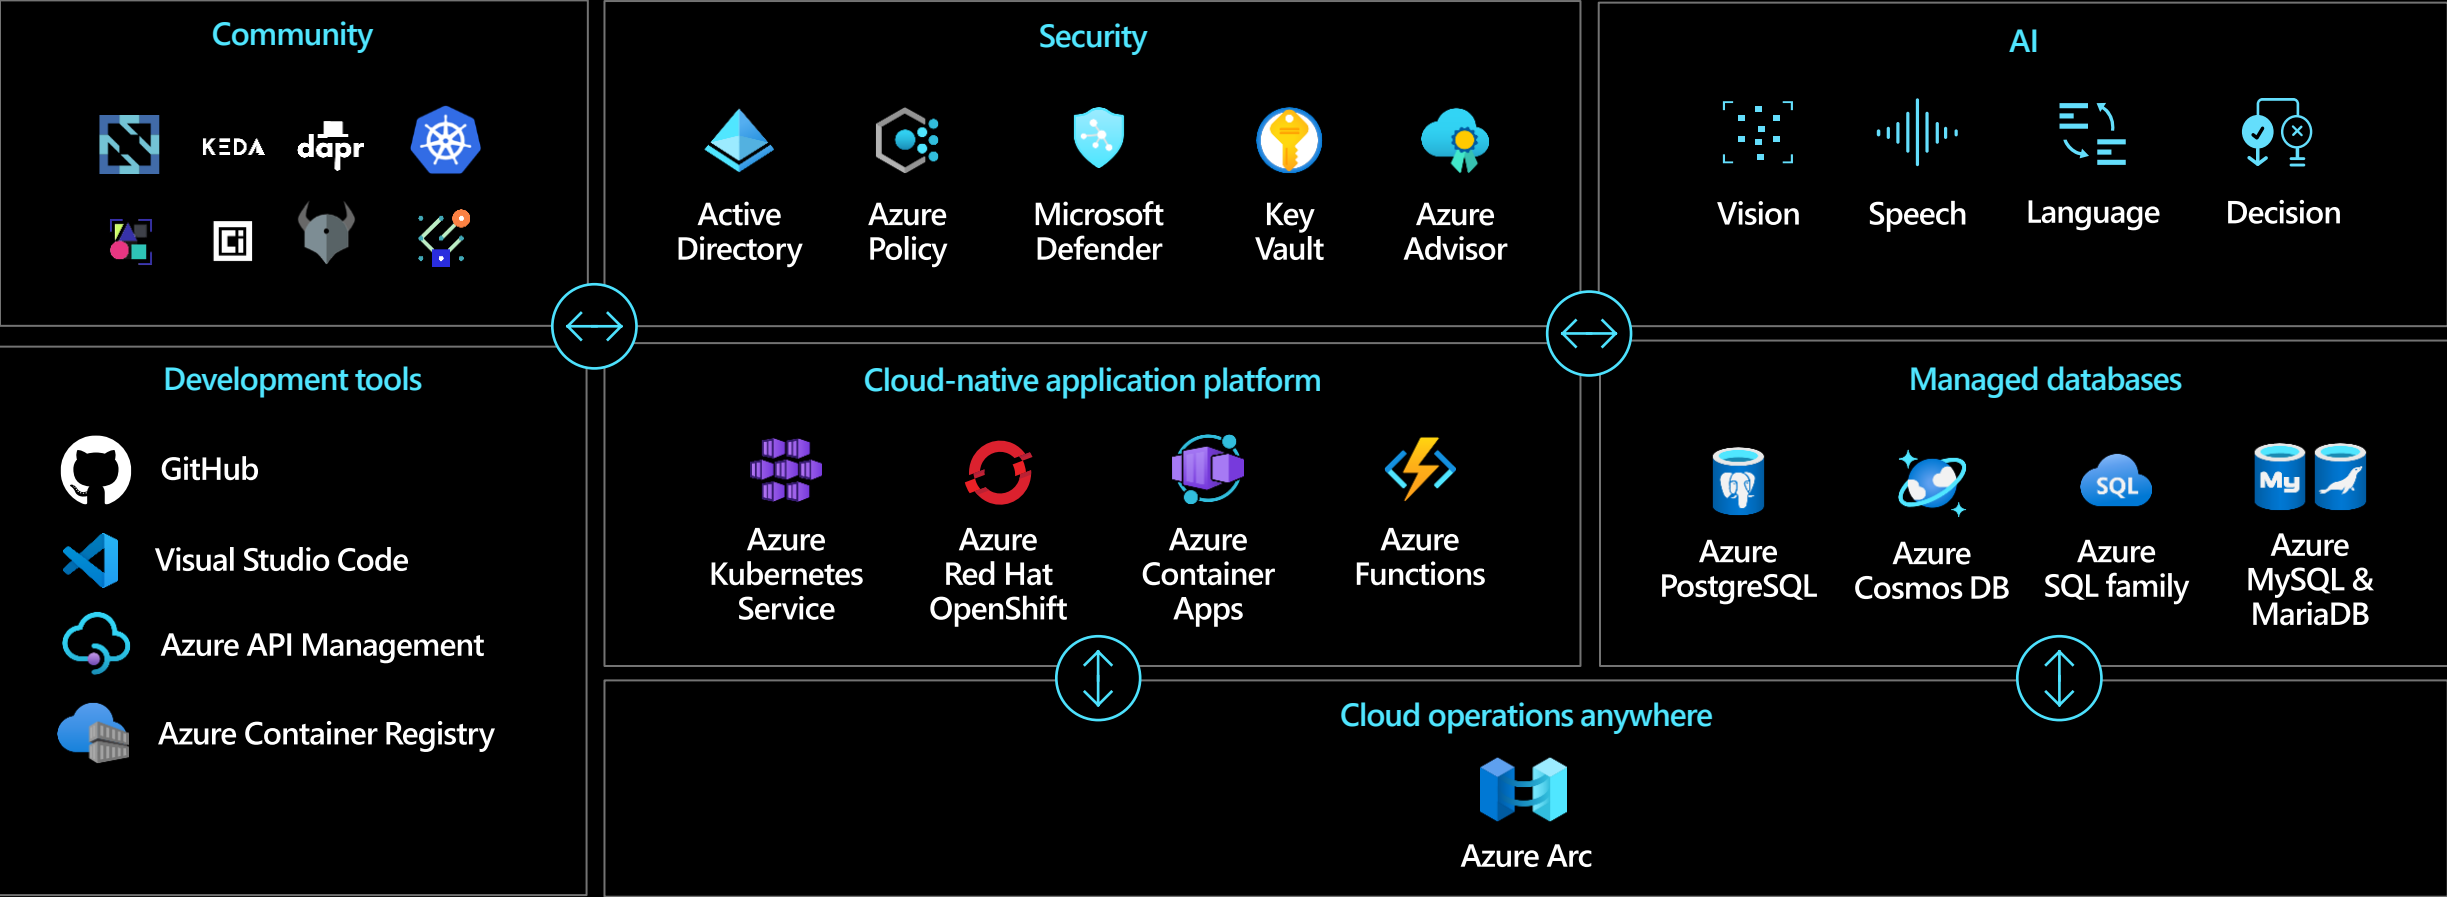 Community
KEDA
dapr
Security
Active
Directory
Azure
Policy
Microsoft
Defender
Key
Vault
Azure
Advisor
AI
Vision
Speech
Language
Decision
Development tools
GitHub
Visual Studio Code
Azure API Management
Azure Container Registry
Cloud-native application platform
Azure
Kubernetes
Service
Azure
Red Hat
OpenShift
Azure
Container
Apps
Azure
Functions
Managed databases
Azure
PostgreSQL
Azure
Cosmos DB
SQL
Azure
SQL family
My
Azure
MySQL &
MariaDB
Cloud operations anywhere
Azure Arc